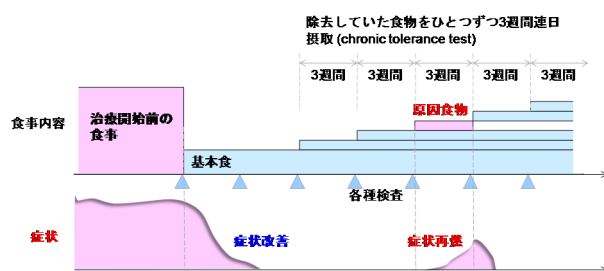 除去していた食物をひとつずつ3週間連日
摂取 (chronic tolerance test)
3週間
3週間
3週間
3週間
3週間
原因食物
食事内容
治療開始前の
食事
基本食
各種検査
症状
症状改善
症状再燃